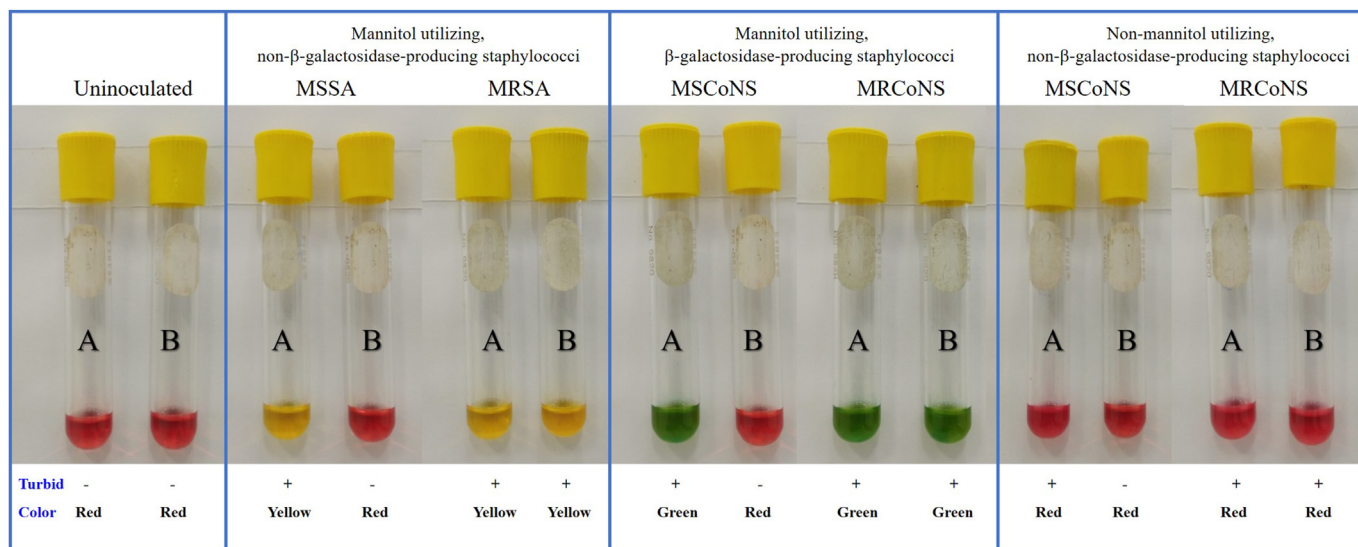 Mannitol utilizing,
non-β-galactosidase-producing staphylococci
Mannitol utilizing,
β-galactosidase-producing staphylococci
Non-mannitol utilizing,
non-β-galactosidase-producing staphylococci
Uninoculated MSSA MRSA MSCoNS MRCoNS MSCoNS MRCoNS
A B A B A B A B A B A B A B
Turbid - - + - + + + - + + + - + +
Color Red Red Yellow Red Yellow Yellow Green Red Green Green Red Red Red Red